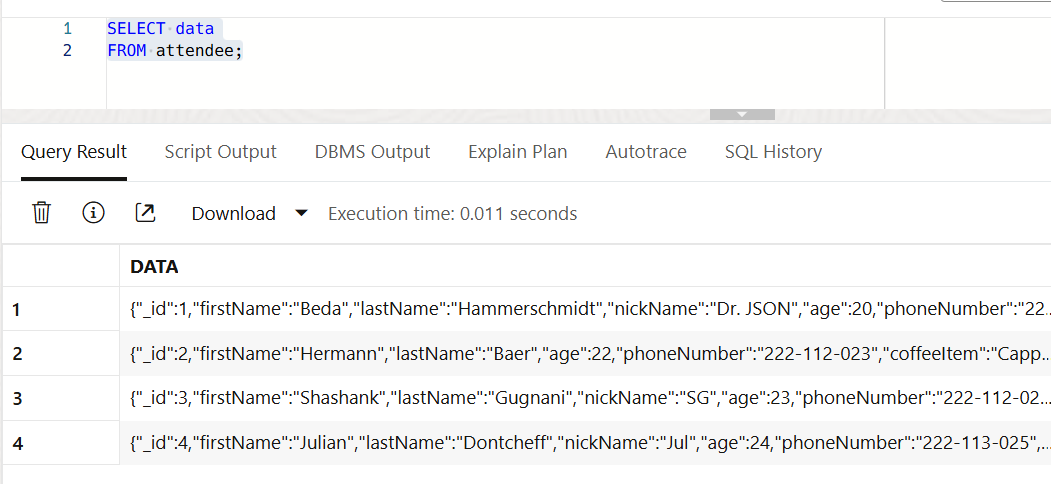 1 SELECT data
2 FROM attendee;
Query Result Script Output DBMS Output Explain Plan Autotrace SQL History
Download Execution time: 0.011 seconds
DATA
1 {"_id":1,"firstName":"Beda","lastName":"Hammerschmidt","nickName":"Dr. JSON","age":20,"phoneNumber":"22...
2 {"_id":2,"firstName":"Hermann","lastName":"Baer","age":22,"phoneNumber":"222-112-023","coffeeItem":"Capp...
3 {"_id":3,"firstName":"Shashank","lastName":"Gugnani","nickName":"SG","age":23,"phoneNumber":"222-112-02...
4 {"_id":4,"firstName":"Julian","lastName":"Dontcheff","nickName":"Jul","age":24,"phoneNumber":"222-113-025",...